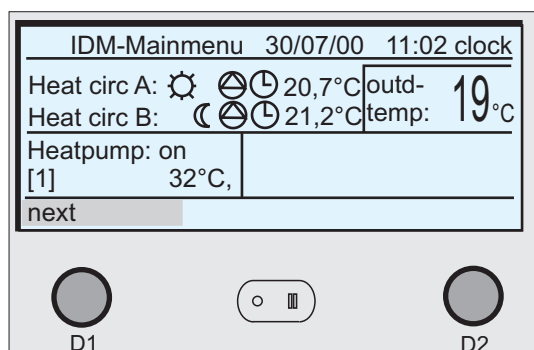 IDM-Mainmenu 30/07/00 11:02 clock
Heat circ A: 20,7°C
Heat circ B: 21,2°C
outd-
temp: 19°C
Heatpump: on
[1] 32°C,
next
D1 D2